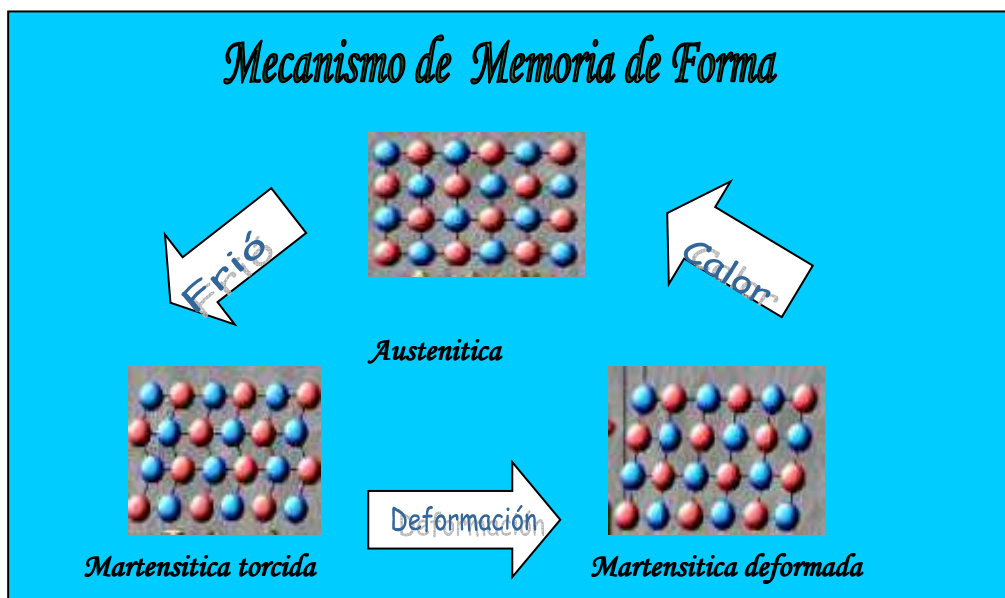 Mecanismo de Memoria de Forma
Frió
Calor
Austenitica
Deformación
Martensitica torcida
Martensitica deformada